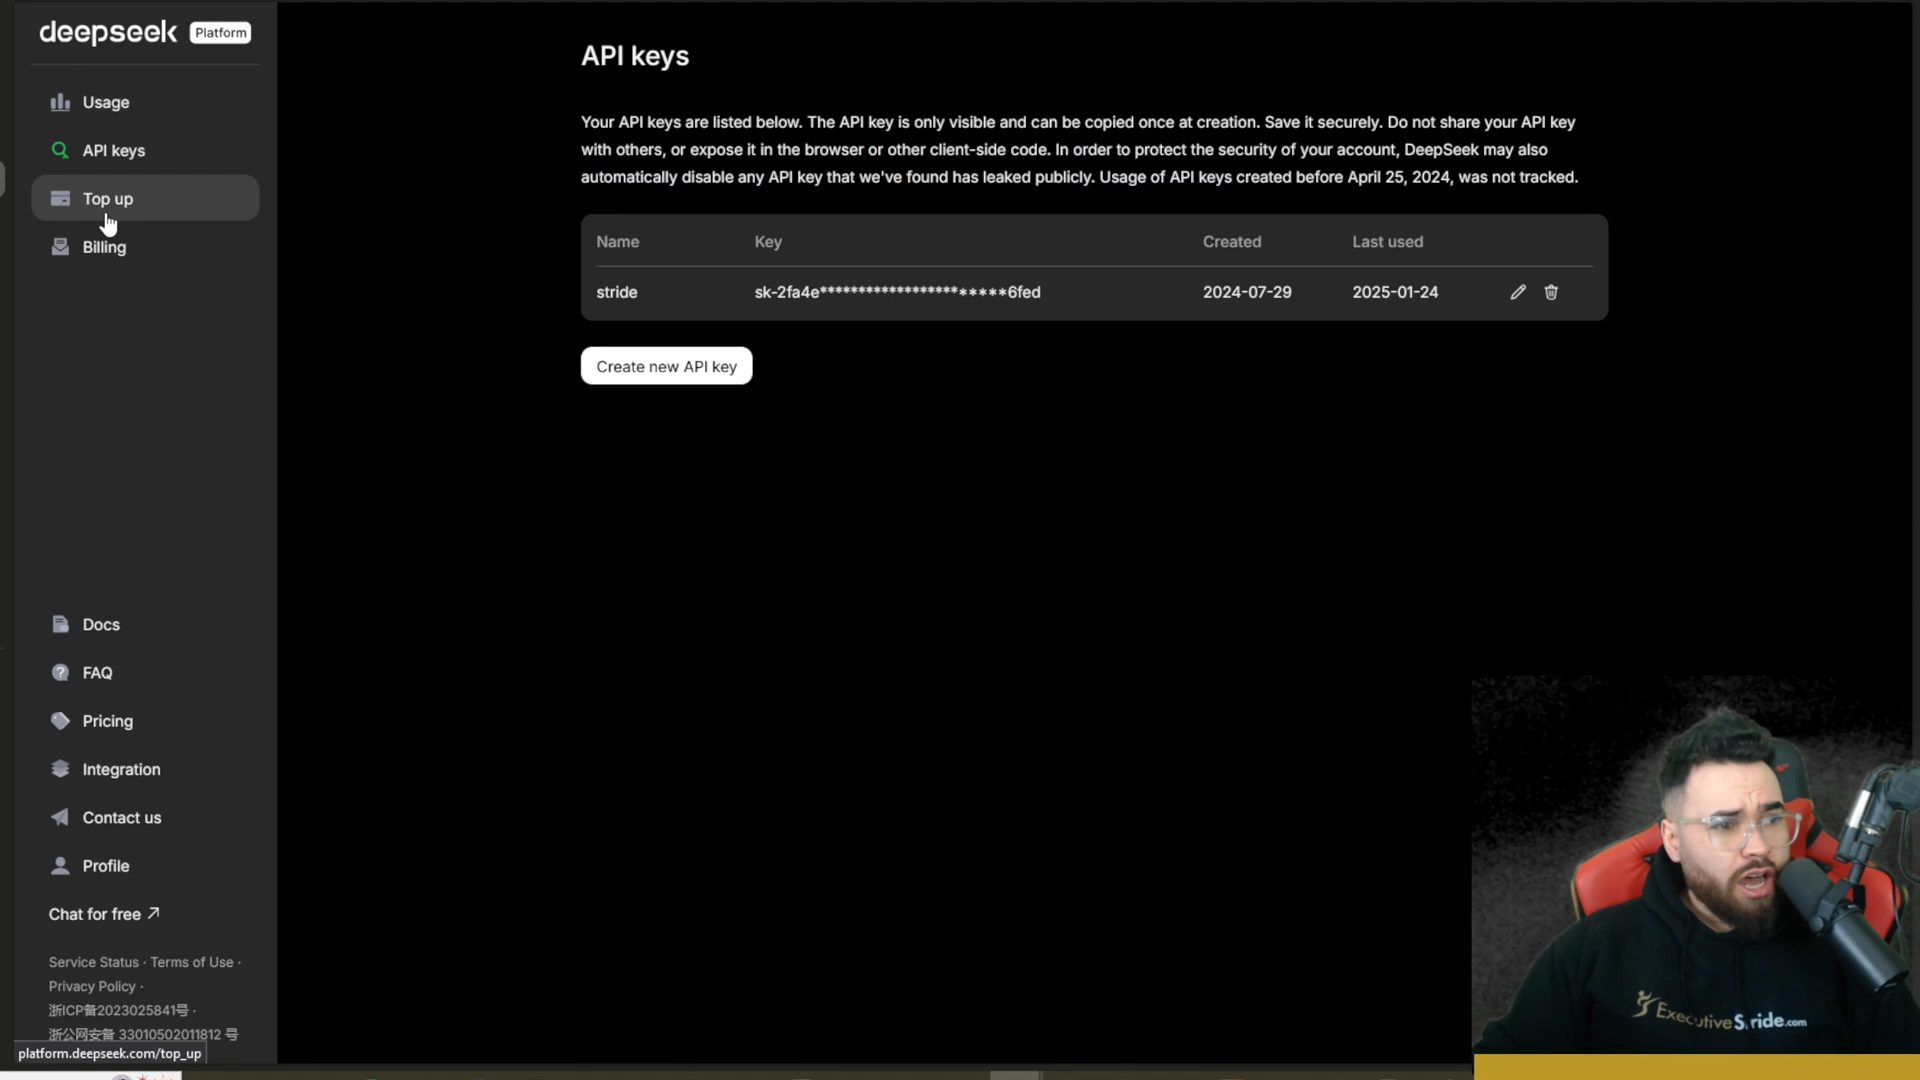 deepseek Platform
Usage
API keys
Top up
Billing
Docs
FAQ
Pricing
Integration
Contact us
Profile
Chat for free
Service Status · Terms of Use ·
Privacy Policy ·
浙ICP备2023025841号 ·
浙公网安备 33010502011812 号
platform.deepseek.com/top_up
API keys
Your API keys are listed below. The API key is only visible and can be copied once at creation. Save it securely. Do not share your API key
with others, or expose it in the browser or other client-side code. In order to protect the security of your account, DeepSeek may also
automatically disable any API key that we've found has leaked publicly. Usage of API keys created before April 25, 2024, was not tracked.
Name Key Created Last used
stride sk-2fa4e************************6fed 2024-07-29 2025-01-24
Create new API key
ExecutiveStride.com